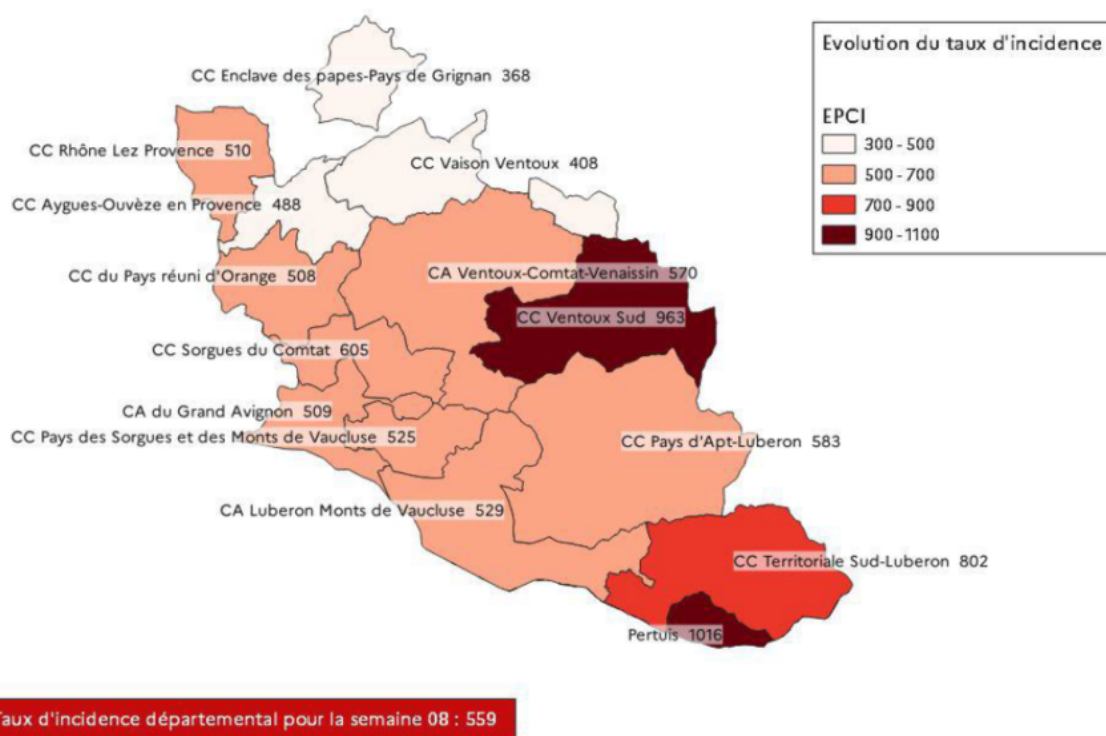 Evolution du taux d'incidence
EPCI
300 - 500
500 - 700
700 - 900
900 - 1100
CC Enclave des papes-Pays de Grignan 368
CC Rhône Lez Provence 510
CC Vaison Ventoux 408
CC Aygues-Ouvèze en Provence 488
CC du Pays réuni d'Orange 508
CA Ventoux-Comtat-Venaissin 570
CC Ventoux Sud 963
CC Sorgues du Comtat 605
CA du Grand Avignon 509
CC Pays des Sorgues et des Monts de Vaucluse 525
CC Pays d'Apt-Luberon 583
CA Luberon Monts de Vaucluse 529
CC Territoriale Sud-Luberon 802
Pertuis 1016
Taux d'incidence départemental pour la semaine 08 : 559